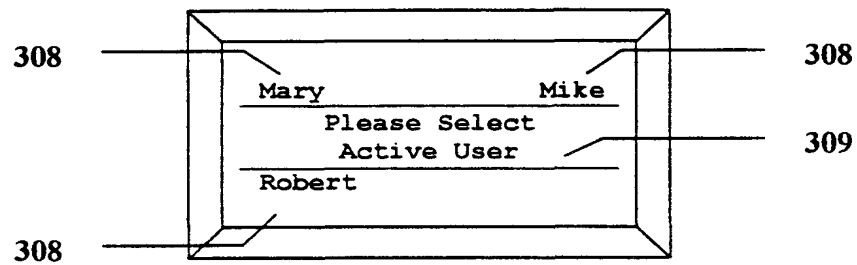 308 308
Mary Mike
Please Select
Active User
309
Robert
308